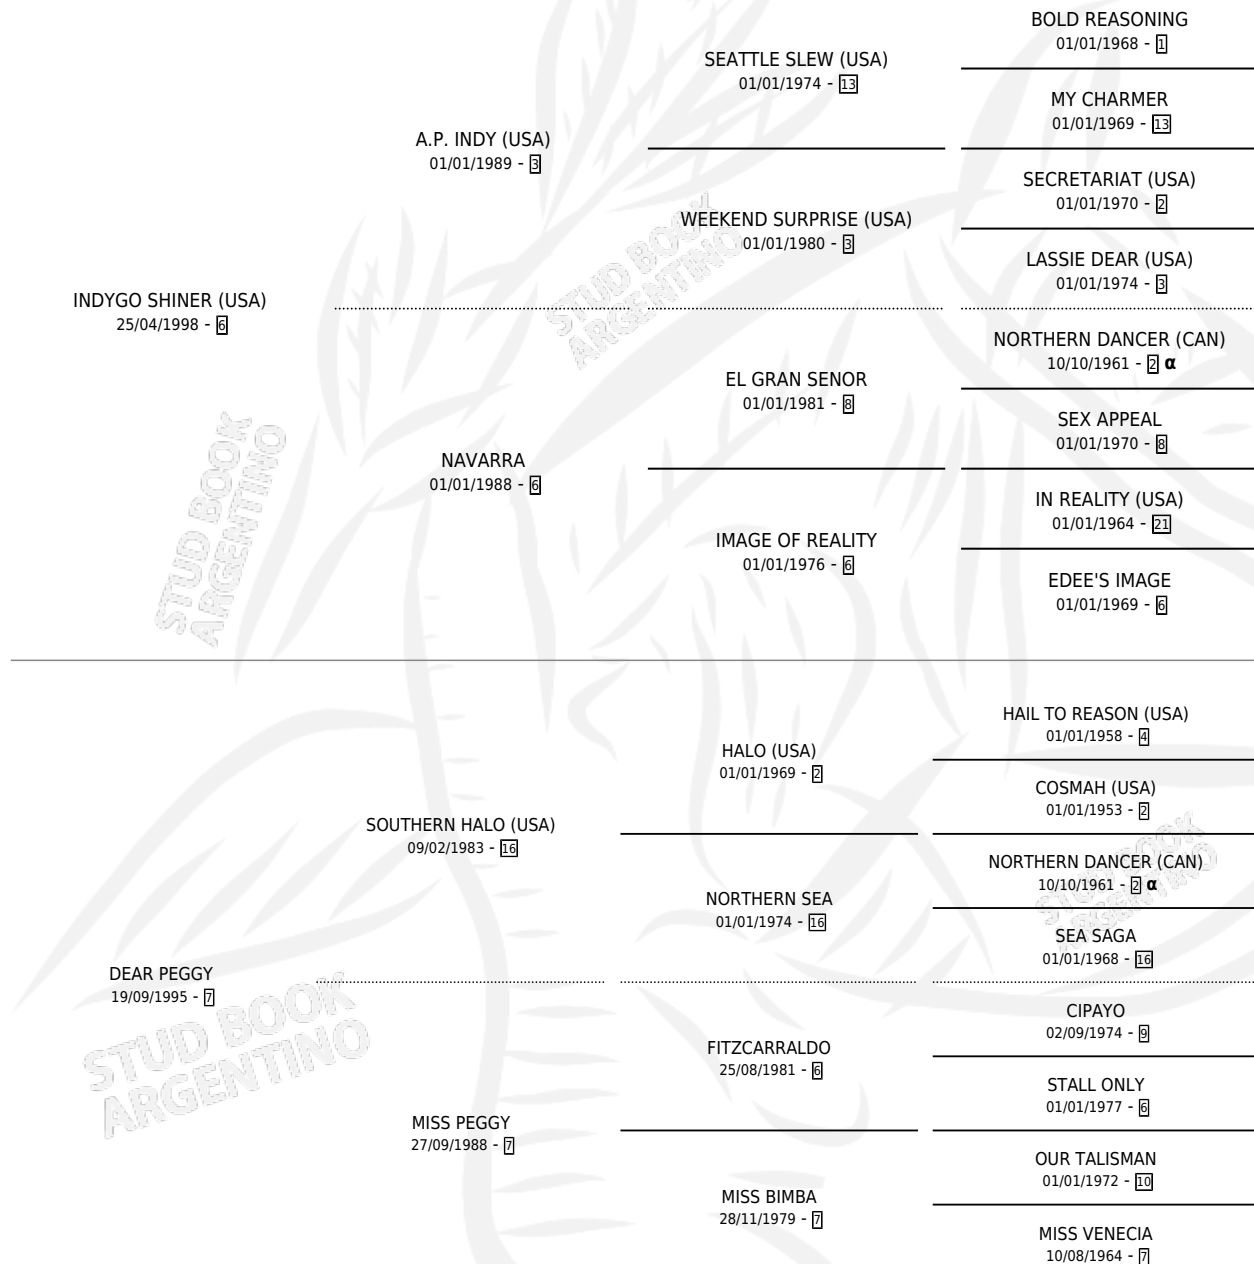 BOLD REASONING
01/01/1968 - 1
SEATTLE SLEW (USA)
01/01/1974 - 13
MY CHARMER
01/01/1969 - 13
A.P. INDY (USA)
01/01/1989 - 3
SECRETARIAT (USA)
01/01/1970 - 2
WEEKEND SURPRISE (USA)
01/01/1980 - 3
LASSIE DEAR (USA)
01/01/1974 - 3
INDYGO SHINER (USA)
25/04/1998 - 6
NORTHERN DANCER (CAN)
10/10/1961 - 2 α
EL GRAN SENOR
01/01/1981 - 8
SEX APPEAL
01/01/1970 - 8
NAVARRA
01/01/1988 - 6
IN REALITY (USA)
01/01/1964 - 21
IMAGE OF REALITY
01/01/1976 - 6
EDEE'S IMAGE
01/01/1969 - 6
HAIL TO REASON (USA)
01/01/1958 - 4
HALO (USA)
01/01/1969 - 2
COSMAH (USA)
01/01/1953 - 2
SOUTHERN HALO (USA)
09/02/1983 - 16
NORTHERN DANCER (CAN)
10/10/1961 - 2 α
NORTHERN SEA
01/01/1974 - 16
SEA SAGA
01/01/1968 - 16
DEAR PEGGY
19/09/1995 - 7
CIPAYO
02/09/1974 - 9
FITZCARRALDO
25/08/1981 - 6
STALL ONLY
01/01/1977 - 6
MISS PEGGY
27/09/1988 - 7
OUR TALISMAN
01/01/1972 - 10
MISS BIMBA
28/11/1979 - 7
MISS VENECIA
10/08/1964 - 7
STUD BOOK
ARGENTINO
STUD BOOK
ARGENTINO
STUD BOOK
ARGENTINO
STUD BOOK
ARGENTINO